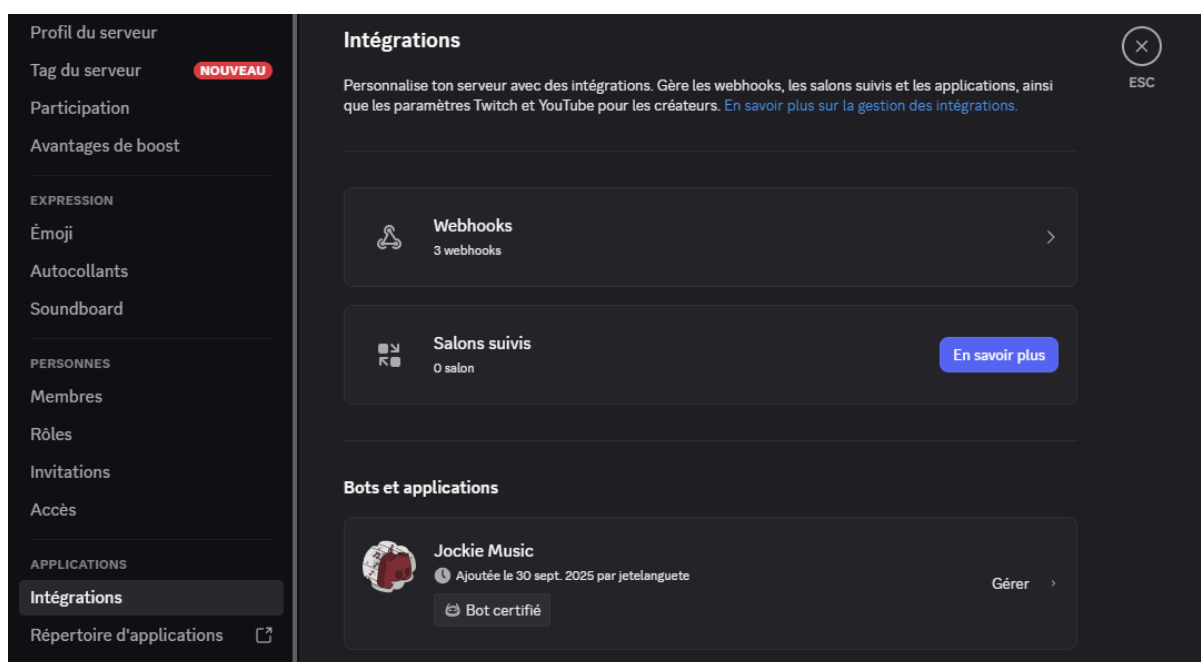 Profil du serveur
Tag du serveur NOUVEAU
Participation
Avantages de boost
EXPRESSION
Émoji
Autocollants
Soundboard
PERSONNES
Membres
Rôles
Invitations
Accès
APPLICATIONS
Intégrations
Répertoire d'applications
Intégrations
Personnalise ton serveur avec des intégrations. Gère les webhooks, les salons suivis et les applications, ainsi
que les paramètres Twitch et YouTube pour les créateurs. En savoir plus sur la gestion des intégrations.
ESC
Webhooks
3 webhooks
Salons suivis
0 salon
En savoir plus
Bots et applications
Jockie Music
Ajoutée le 30 sept. 2025 par jetelanguete
Bot certifié
Gérer